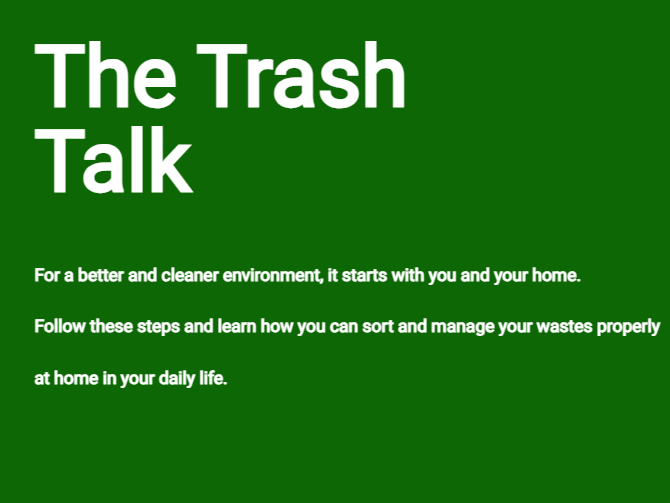 The Trash
Talk
For a better and cleaner environment, it starts with you and your home.
Follow these steps and learn how you can sort and manage your wastes properly
at home in your daily life.